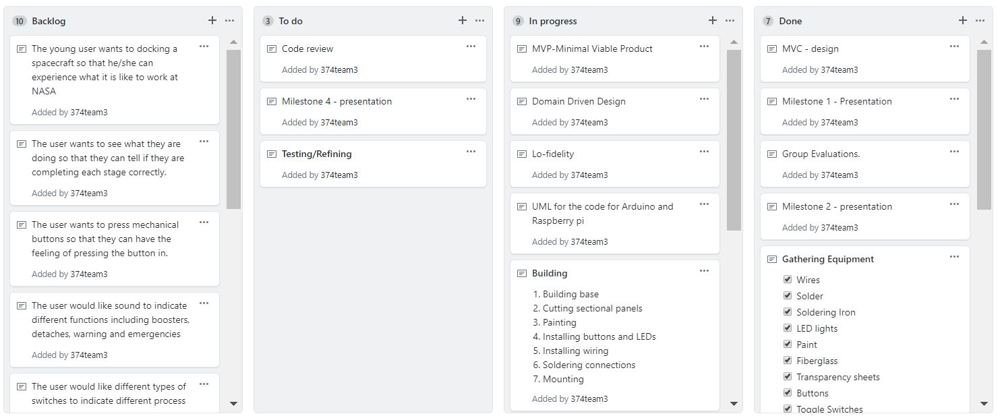 10 Backlog
The young user wants to docking a
spacecraft so that he/she can
experience what it is like to work at
NASA
Added by 374team3
The user wants to see what they are
doing so that they can tell if they are
completing each stage correctly.
Added by 374team3
The user wants to press mechanical
buttons so that they can have the
feeling of pressing the button in.
Added by 374team3
The user would like sound to indicate
different functions including boosters,
detaches, warning and emergencies
Added by 374team3
The user would like different types of
switches to indicate different process
3 To do
Code review
Added by 374team3
Milestone 4 - presentation
Added by 374team3
Testing/Refining
Added by 374team3
9 In progress
MVP-Minimal Viable Product
Added by 374team3
Domain Driven Design
Added by 374team3
Lo-fidelity
Added by 374team3
UML for the code for Arduino and
Raspberry pi
Added by 374team3
Building
1. Building base
2. Cutting sectional panels
3. Painting
4. Installing buttons and LEDs
5. Installing wiring
6. Soldering connections
7. Mounting
Added by 374team3
7 Done
MVC - design
Added by 374team3
Milestone 1 - Presentation
Added by 374team3
Group Evaluations.
Added by 374team3
Milestone 2 - presentation
Added by 374team3
Gathering Equipment
Wires
Solder
Soldering Iron
LED lights
Paint
Fiberglass
Transparency sheets
Buttons
Toggle Switches